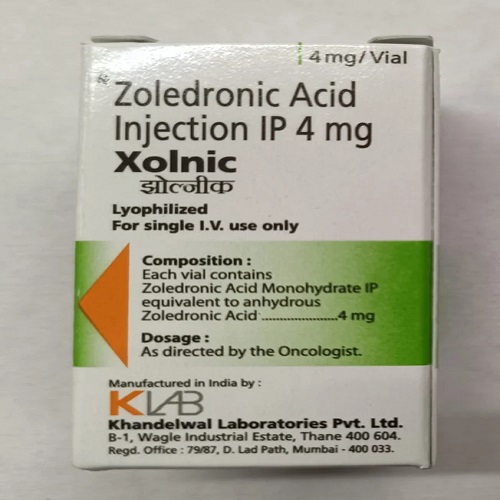 4 mg/Vial
Zoledronic Acid
Injection IP 4 mg
Xolnic
झोल्जीक
Lyophilized
For single I.V. use only
Composition :
Each vial contains
Zoledronic Acid Monohydrate IP
equivalent to anhydrous
Zoledronic Acid .....................4 mg
Dosage :
As directed by the Oncologist.
Manufactured in India by :
KLAB
Khandelwal Laboratories Pvt. Ltd.
B-1, Wagle Industrial Estate, Thane 400 604.
Regd. Office : 79/87, D. Lad Path, Mumbai - 400 033.